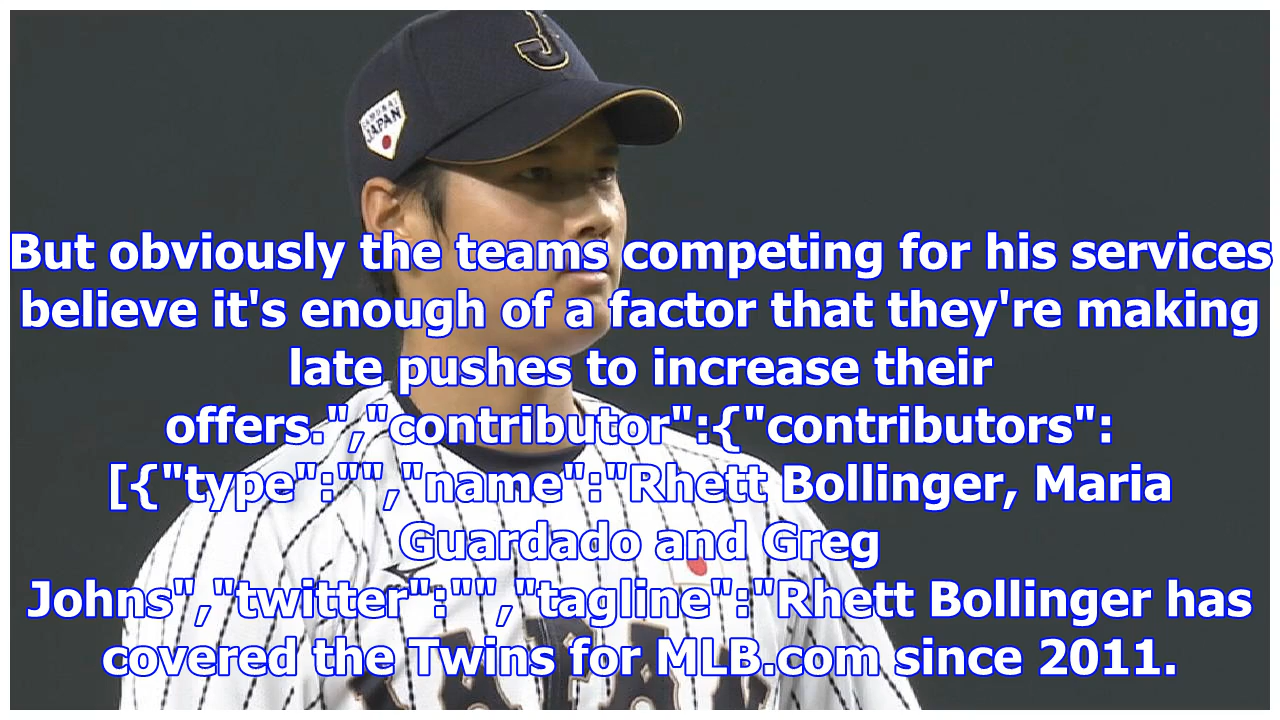 J
SAMURAI
JAPAN
But obviously the teams competing for his services
believe it's enough of a factor that they're making
late pushes to increase their
offers.","contributor":{"contributors":
[{"type":"","name":"Rhett Bollinger, Maria
Guardado and Greg
Johns","twitter":"","tagline":"Rhett Bollinger has
covered the Twins for MLB.com since 2011.